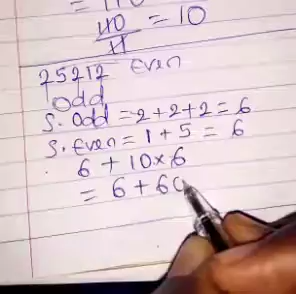 110
11
= 10
25212 Even
Odd
S. Odd = 2+2+2 = 6
S. Even = 1+5 = 6
6 + 10×6
= 6 + 60